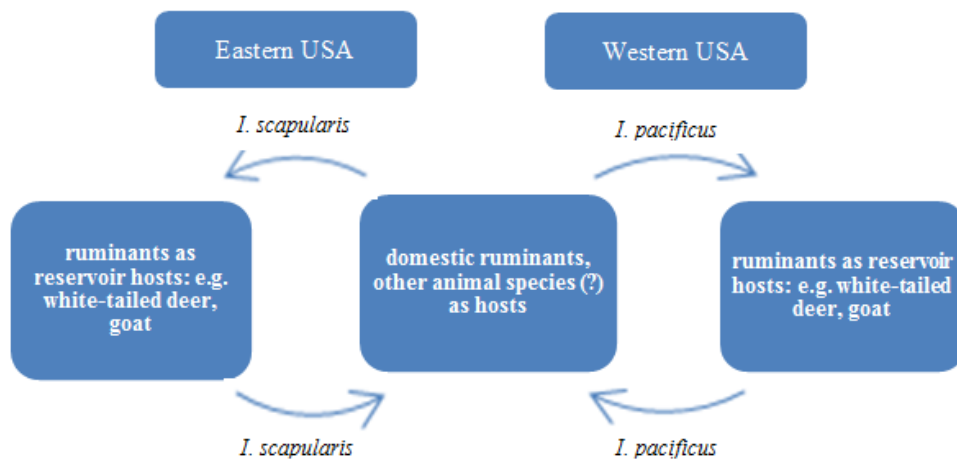 Eastern USA
Western USA
I. scapularis
I. pacificus
ruminants as
reservoir hosts: e.g.
white-tailed deer,
goat
domestic ruminants,
other animal species (?)
as hosts
ruminants as reservoir
hosts: e.g. white-tailed
deer, goat
I. scapularis
I. pacificus